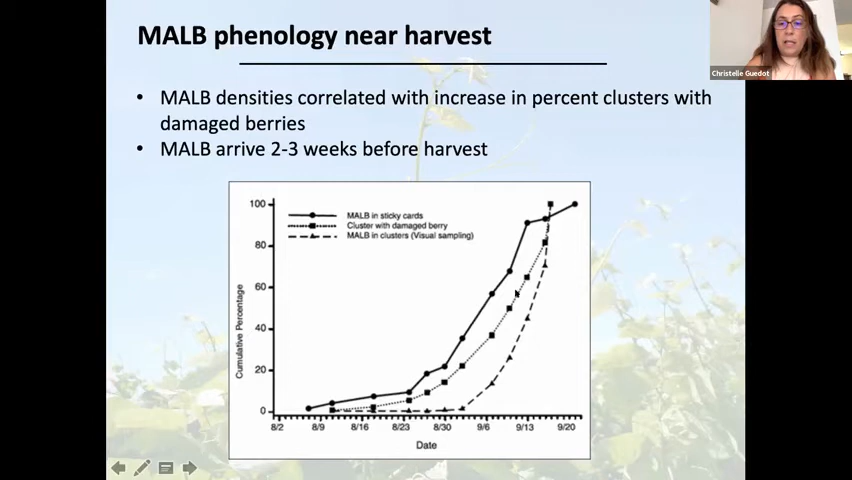 MALB phenology near harvest
Christelle Guedot
• MALB densities correlated with increase in percent clusters with
damaged berries
• MALB arrive 2-3 weeks before harvest
MALB in sticky cards
Cluster with damaged berry
MALB in clusters (Visual sampling)
Cumulative Percentage
100
80
60
40
20
0
8/2 8/9 8/16 8/23 8/30 9/6 9/13 9/20
Date